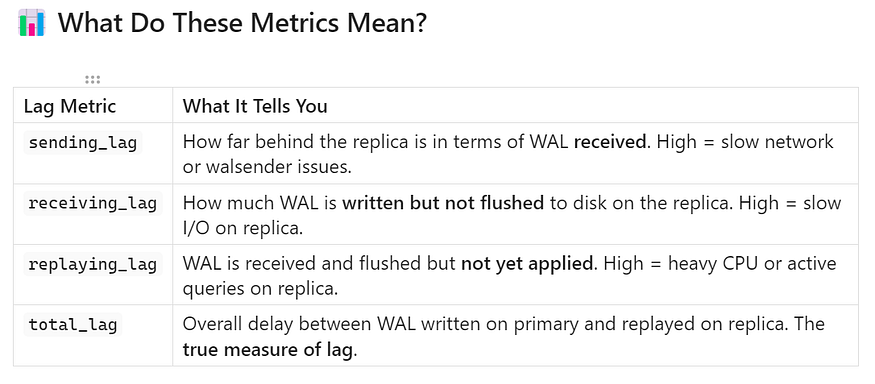 What Do These Metrics Mean?
Lag Metric
What It Tells You
sending_lag
How far behind the replica is in terms of WAL received. High = slow network
or walsender issues.
receiving_lag
How much WAL is written but not flushed to disk on the replica. High = slow
I/O on replica.
replaying_lag
WAL is received and flushed but not yet applied. High = heavy CPU or active
queries on replica.
total_lag
Overall delay between WAL written on primary and replayed on replica. The
true measure of lag.